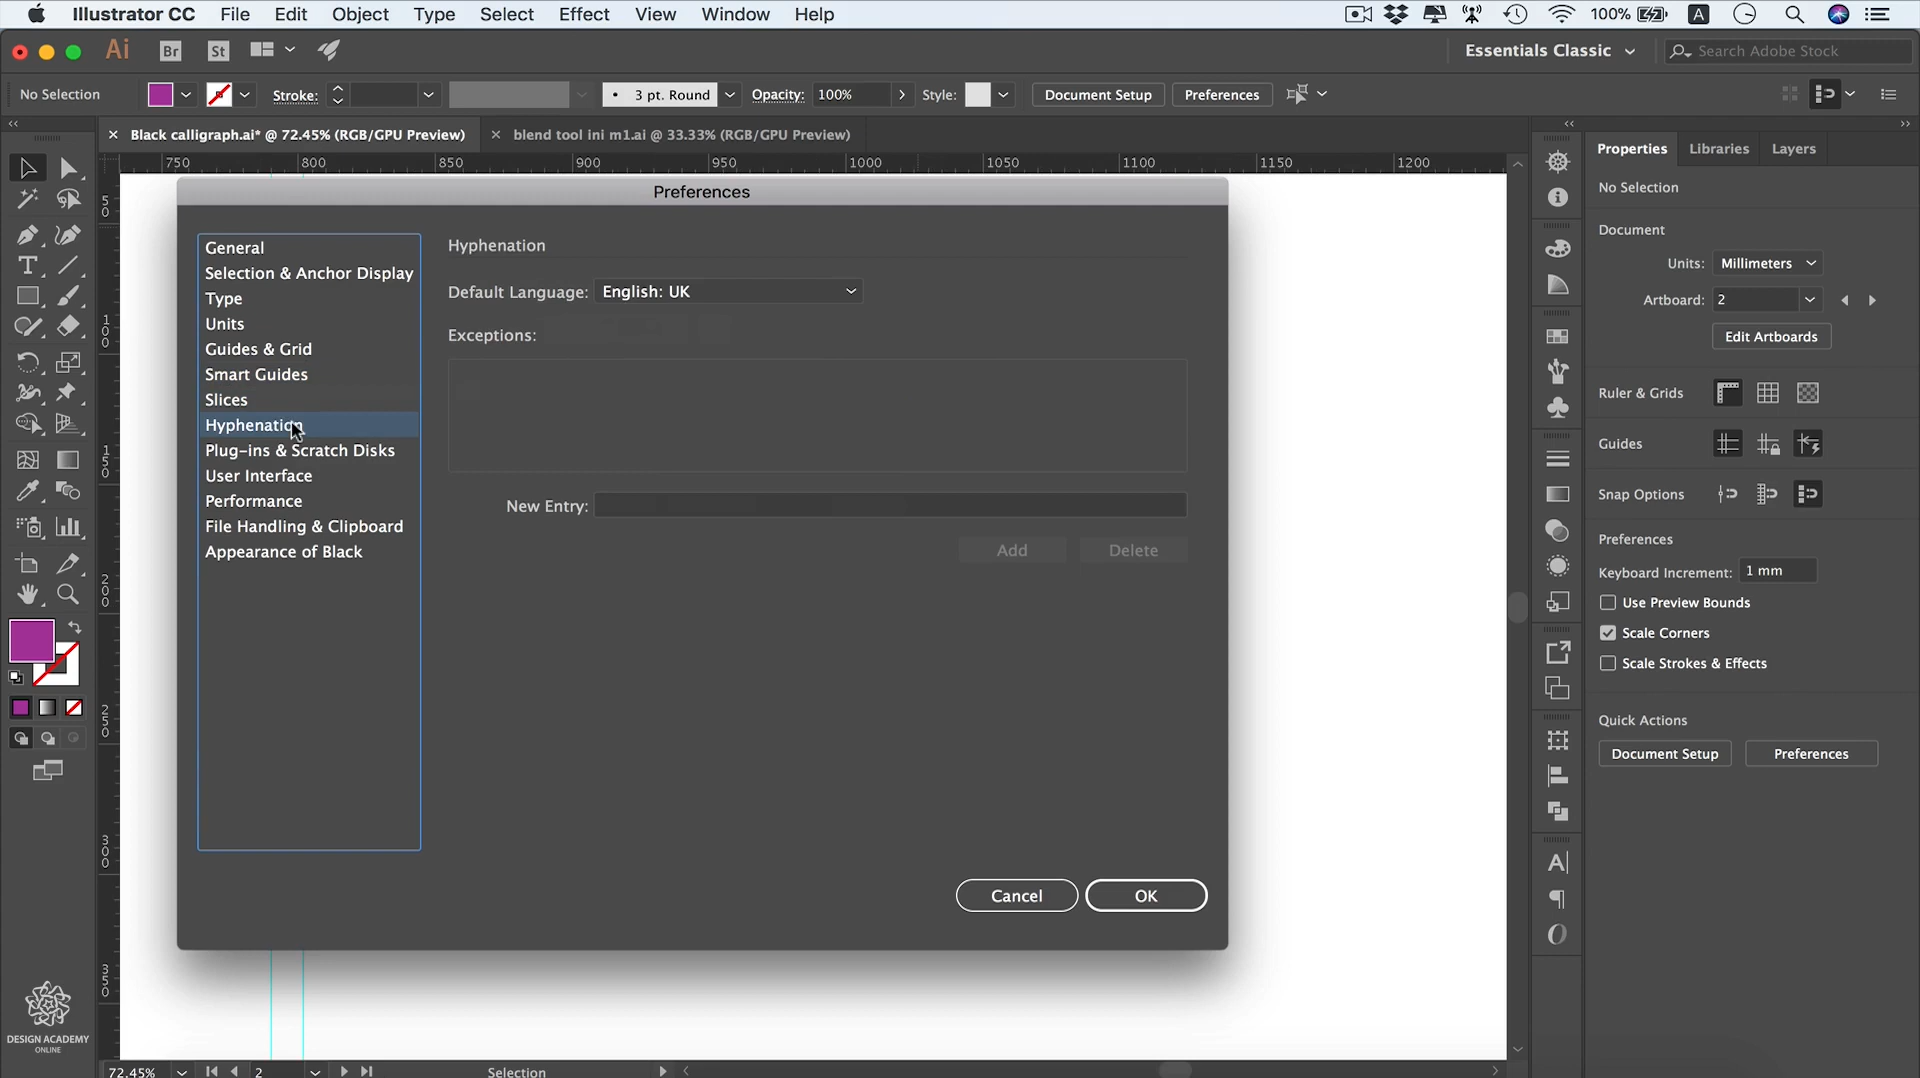 Illustrator CC File Edit Object Type Select Effect View Window Help 100% A
Ai Br St Essentials Classic Search Adobe Stock
No Selection Stroke: 3 pt. Round Opacity: 100% Style: Document Setup Preferences
Black calligraph.ai* @ 72.45% (RGB/GPU Preview) blend tool ini m1.ai @ 33.33% (RGB/GPU Preview)
750 800 850 900 950 1000 1050 1100 1150 1200
50
100
150
200
250
300
350
Preferences
General
Selection & Anchor Display
Type
Units
Guides & Grid
Smart Guides
Slices
Hyphenation
Plug-ins & Scratch Disks
User Interface
Performance
File Handling & Clipboard
Appearance of Black
Hyphenation
Default Language: English: UK
Exceptions:
New Entry:
Add Delete
Cancel OK
Properties Libraries Layers
No Selection
Document
Units: Millimeters
Artboard: 2
Edit Artboards
Ruler & Grids
Guides
Snap Options
Preferences
Keyboard Increment: 1 mm
Use Preview Bounds
Scale Corners
Scale Strokes & Effects
Quick Actions
Document Setup Preferences
DESIGN ACADEMY
ONLINE
72.45% 2 Selection